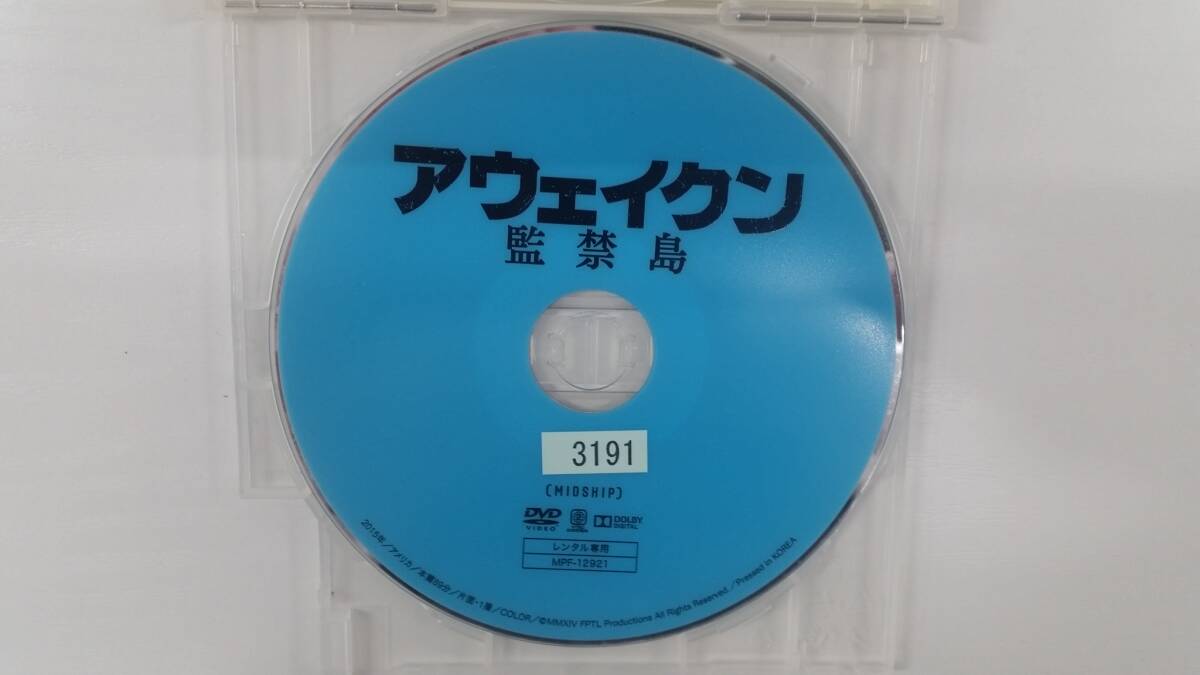 アウェイクン
監禁島
3191
(MIDSHIP)
DVD
VIDEO
DOLBY
DIGITAL
レンタル専用
MPF-12921
2015年/アメリカ/本篇89分/片面・1層/COLOR/©MMXIV FPTL Productions All Rights Reserved./Pressed in KOREA